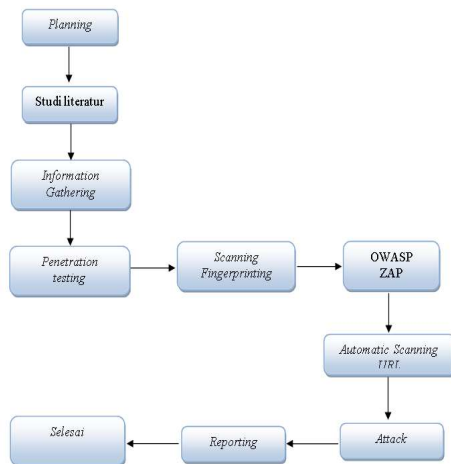 Planning
Studi literatur
Information
Gathering
Penetration
testing
Scanning
Fingerprinting
OWASP
ZAP
Automatic Scanning
URL
Attack
Reporting
Selesai